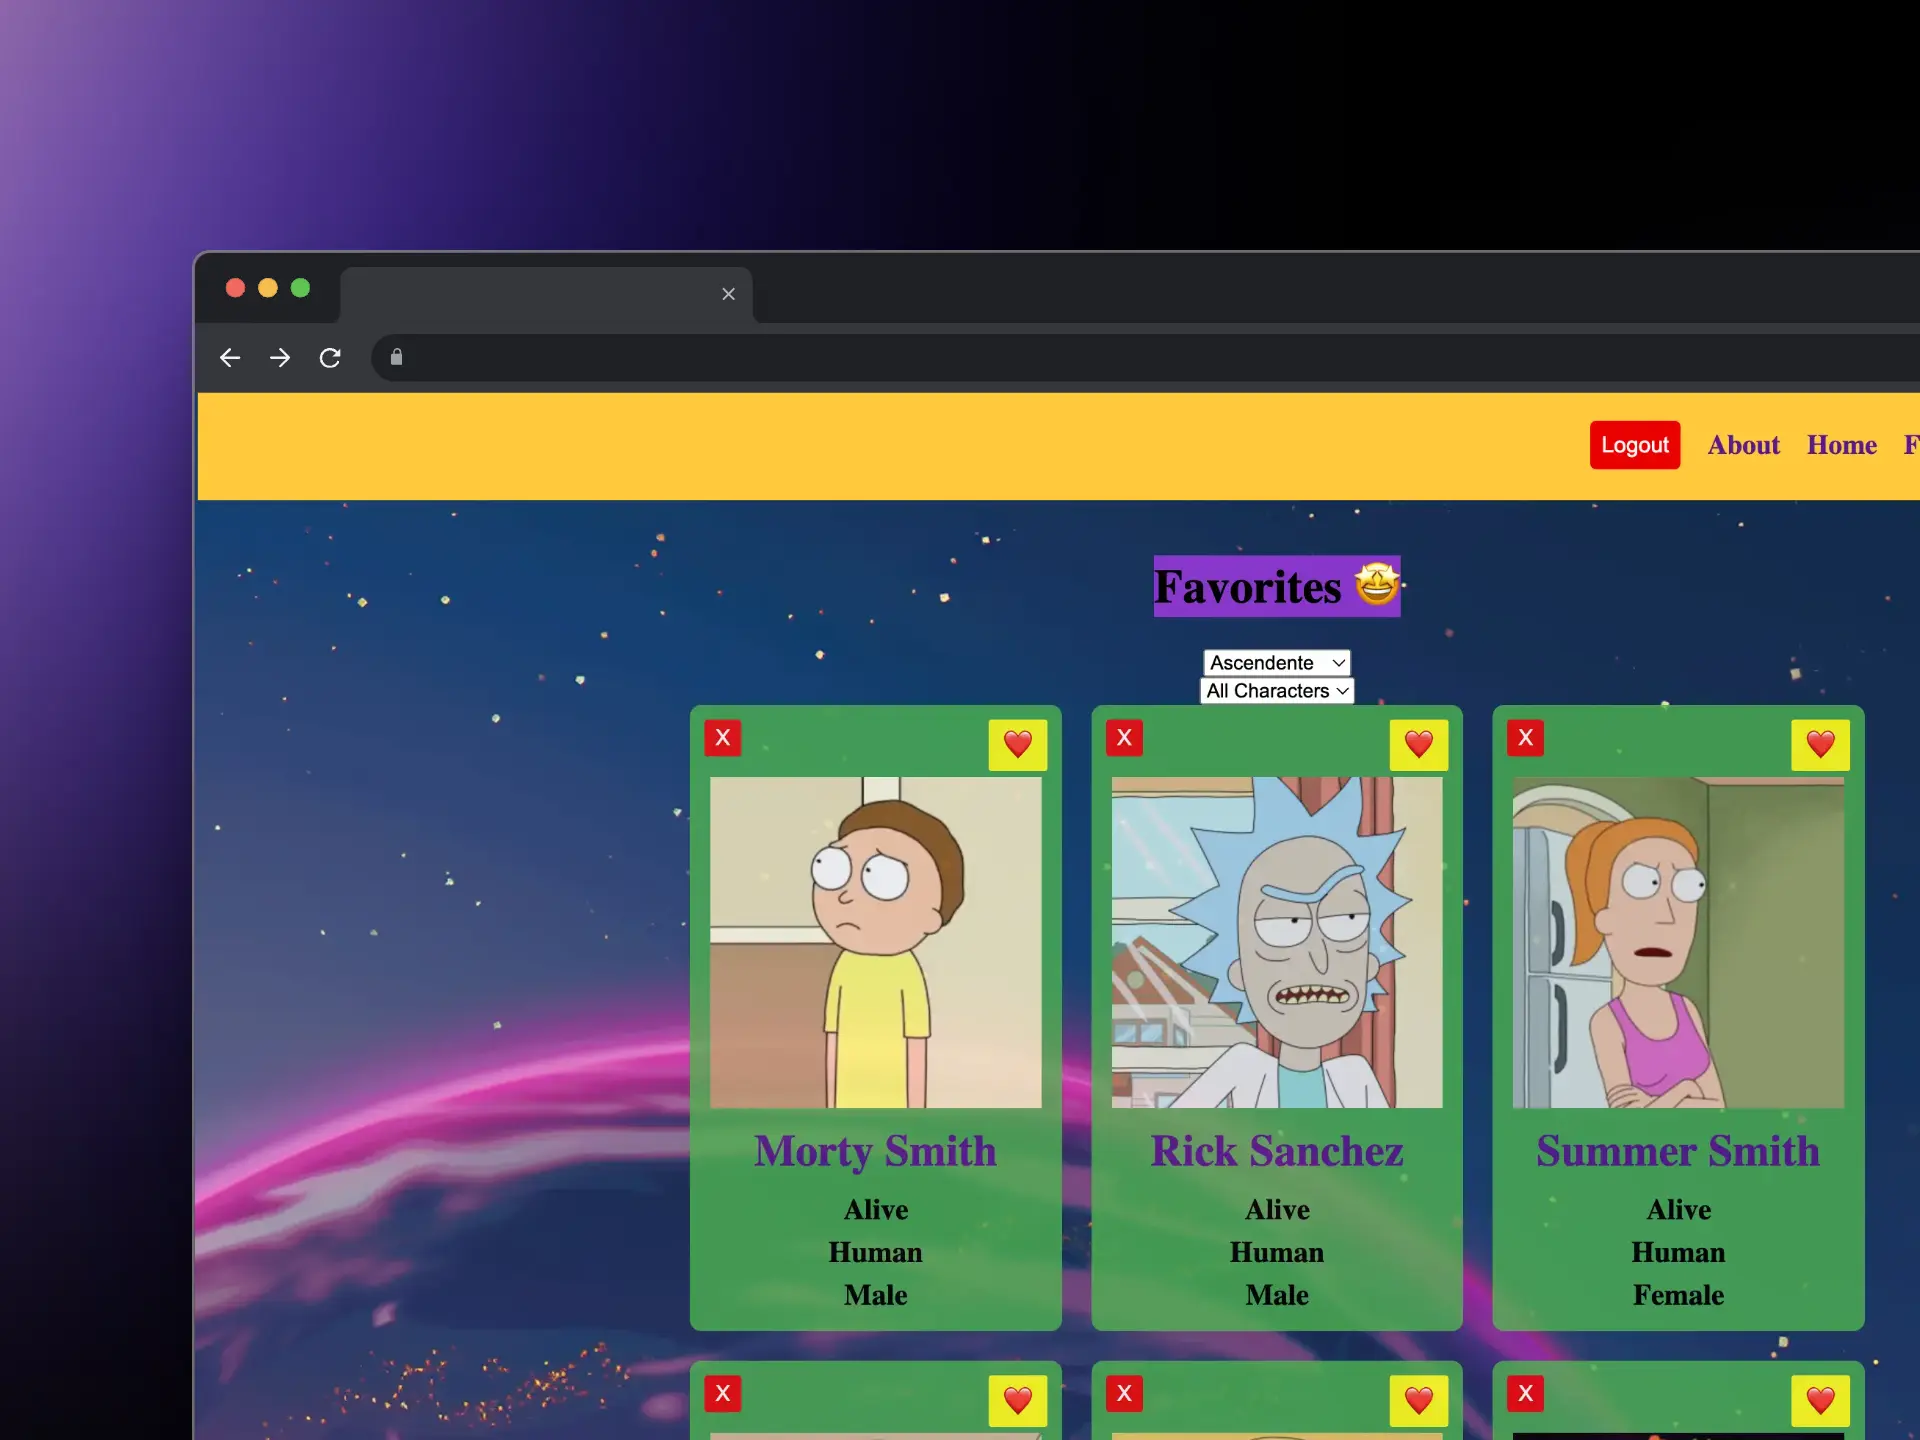 Logout About Home F
Favorites 🤩
Ascendente
All Characters
X X X
Morty Smith Rick Sanchez Summer Smith
Alive Alive Alive
Human Human Human
Male Male Female
X X X